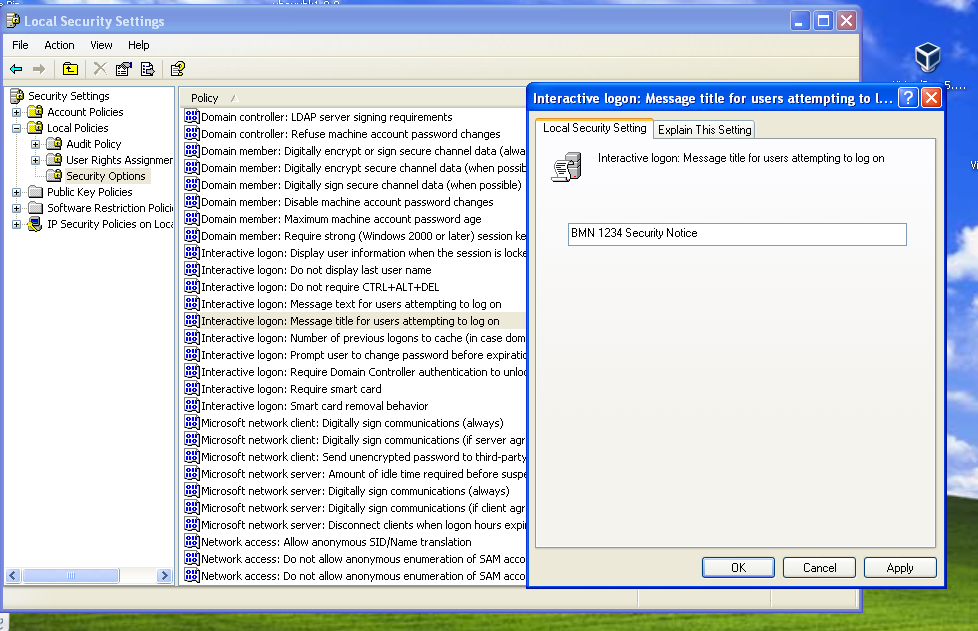 Local Security Settings
File Action View Help
Security Settings
Account Policies
Local Policies
Audit Policy
User Rights Assignmer
Security Options
Public Key Policies
Software Restriction Polici
IP Security Policies on Loca
Policy
Domain controller: LDAP server signing requirements
Domain controller: Refuse machine account password changes
Domain member: Digitally encrypt or sign secure channel data (alwa
Domain member: Digitally encrypt secure channel data (when possib
Domain member: Digitally sign secure channel data (when possible)
Domain member: Disable machine account password changes
Domain member: Maximum machine account password age
Domain member: Require strong (Windows 2000 or later) session ke
Interactive logon: Display user information when the session is locke
Interactive logon: Do not display last user name
Interactive logon: Do not require CTRL+ALT+DEL
Interactive logon: Message text for users attempting to log on
Interactive logon: Message title for users attempting to log on
Interactive logon: Number of previous logons to cache (in case dom
Interactive logon: Prompt user to change password before expiratio
Interactive logon: Require Domain Controller authentication to unloc
Interactive logon: Require smart card
Interactive logon: Smart card removal behavior
Microsoft network client: Digitally sign communications (always)
Microsoft network client: Digitally sign communications (if server agr
Microsoft network client: Send unencrypted password to third-party
Microsoft network server: Amount of idle time required before suspe
Microsoft network server: Digitally sign communications (always)
Microsoft network server: Digitally sign communications (if client agr
Microsoft network server: Disconnect clients when logon hours expi
Network access: Allow anonymous SID/Name translation
Network access: Do not allow anonymous enumeration of SAM acco
Network access: Do not allow anonymous enumeration of SAM acco
Interactive logon: Message title for users attempting to l...
Local Security Setting Explain This Setting
Interactive logon: Message title for users attempting to log on
BMN 1234 Security Notice
OK Cancel Apply